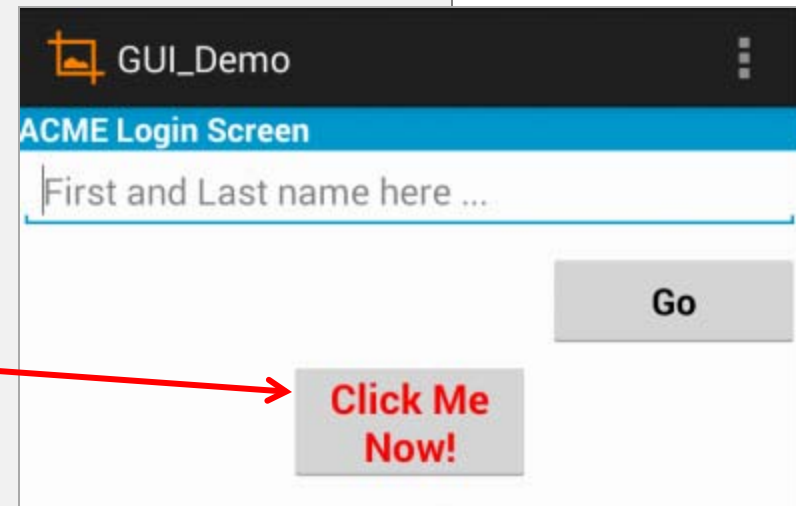 GUI_Demo
ACME Login Screen
First and Last name here ...
Go
Click Me
Now!